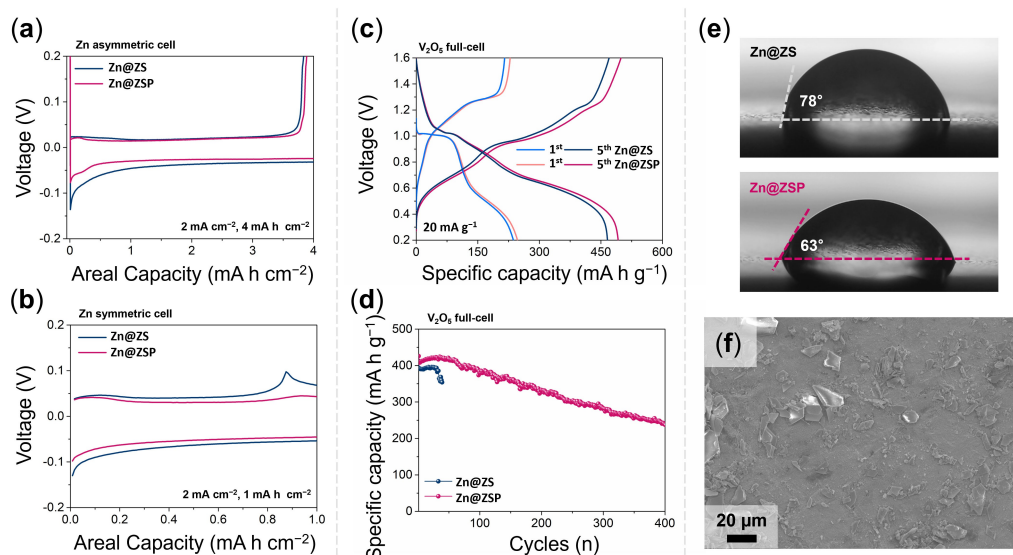 (a)
Zn asymmetric cell
Zn@ZS
Zn@ZSP
Voltage (V)
0.2
0.1
0.0
-0.1
-0.2
2 mA cm⁻², 4 mA h cm⁻²
0 1 2 3 4
Areal Capacity (mA h cm⁻²)
(b)
Zn symmetric cell
Zn@ZS
Zn@ZSP
Voltage (V)
0.2
0.1
0.0
-0.1
-0.2
2 mA cm⁻², 1 mA h cm⁻²
0.0 0.2 0.4 0.6 0.8 1.0
Areal Capacity (mA h cm⁻²)
(c)
V₂O₅ full-cell
Voltage (V)
1.6
1.4
1.2
1.0
0.8
0.6
0.4
0.2
1ˢᵗ 5ᵗʰ Zn@ZS
1ˢᵗ 5ᵗʰ Zn@ZSP
20 mA g⁻¹
0 150 300 450 600
Specific capacity (mA h g⁻¹)
(d)
V₂O₅ full-cell
Specific capacity (mA h g⁻¹)
500
400
300
200
100
0
Zn@ZS
Zn@ZSP
100 200 300 400
Cycles (n)
(e)
Zn@ZS
78°
Zn@ZSP
63°
(f)
20 μm